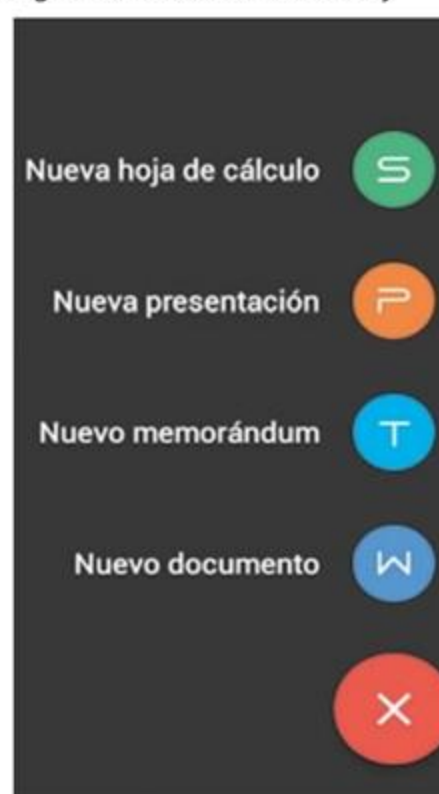 Nueva hoja de cálculo S
Nueva presentación P
Nuevo memorándum T
Nuevo documento W